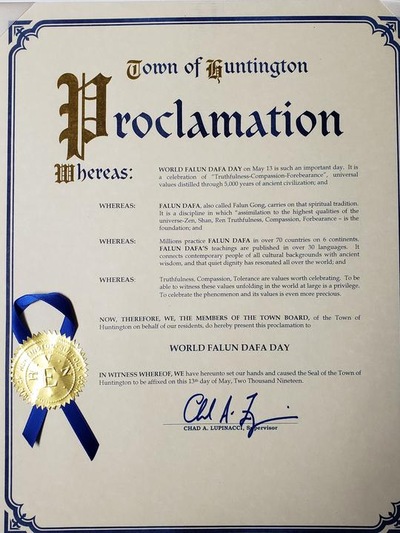 Town of Huntington
Proclamation
Whereas:
WORLD FALUN DAFA DAY on May 13 is such an important day. It is
a celebration of "Truthfulness-Compassion-Forebearance", universal
values distilled through 5,000 years of ancient civilization; and
WHEREAS:
FALUN DAFA, also called Falun Gong, carries on that spiritual tradition.
It is a discipline in which "assimilation to the highest qualities of the
universe-Zen, Shan, Ren Truthfulness, Compassion, Forbearance - is the
foundation; and
WHEREAS:
Millions practice FALUN DAFA in over 70 countries on 6 continents.
FALUN DAFA'S teachings are published in over 30 languages. It
connects contemporary people of all cultural backgrounds with ancient
wisdom, and that quiet dignity has resonated all over the world; and
WHEREAS:
Truthfulness, Compassion, Tolerance are values worth celebrating. To be
able to witness these values unfolding in the world at large is a privilege.
To celebrate the phenomenon and its values is even more precious.
NOW, THEREFORE, WE, THE MEMBERS OF THE TOWN BOARD, of the Town of
Huntington on behalf of our residents, do hereby present this proclamation to
WORLD FALUN DAFA DAY
IN WITNESS WHEREOF, WE have hereunto set our hands and caused the Seal of the Town of
Huntington to be affixed on this 13th day of May, Two Thousand Nineteen.
CHAD A. LUPINACCI, Supervisor